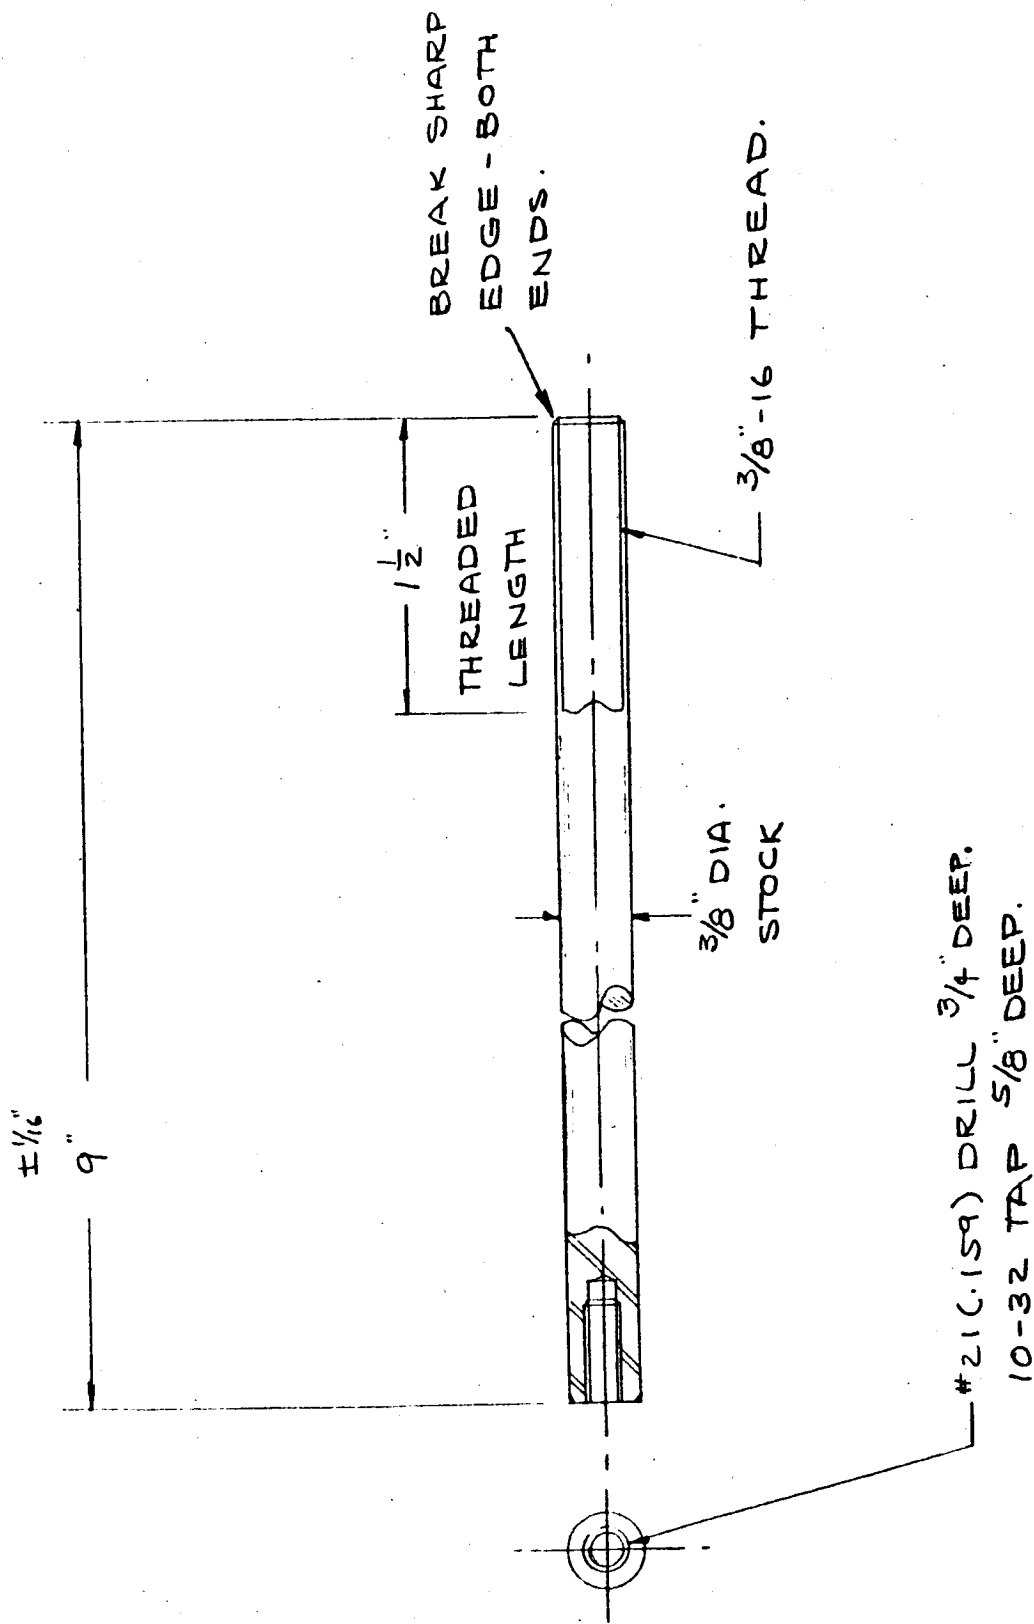 ± 1/16"
9"
1 1/2"
THREADED
LENGTH
BREAK SHARP
EDGE - BOTH
ENDS.
3/8" DIA.
STOCK
3/8"-16 THREAD.
#21 (.159) DRILL 3/4" DEEP.
10-32 TAP 5/8" DEEP.